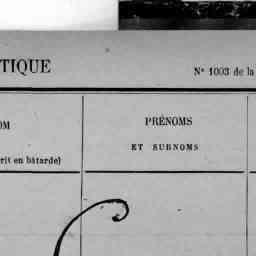 TIQUE
N° 1003 de la
OM
PRÉNOMS
ET SURNOMS
rit en bâtarde)